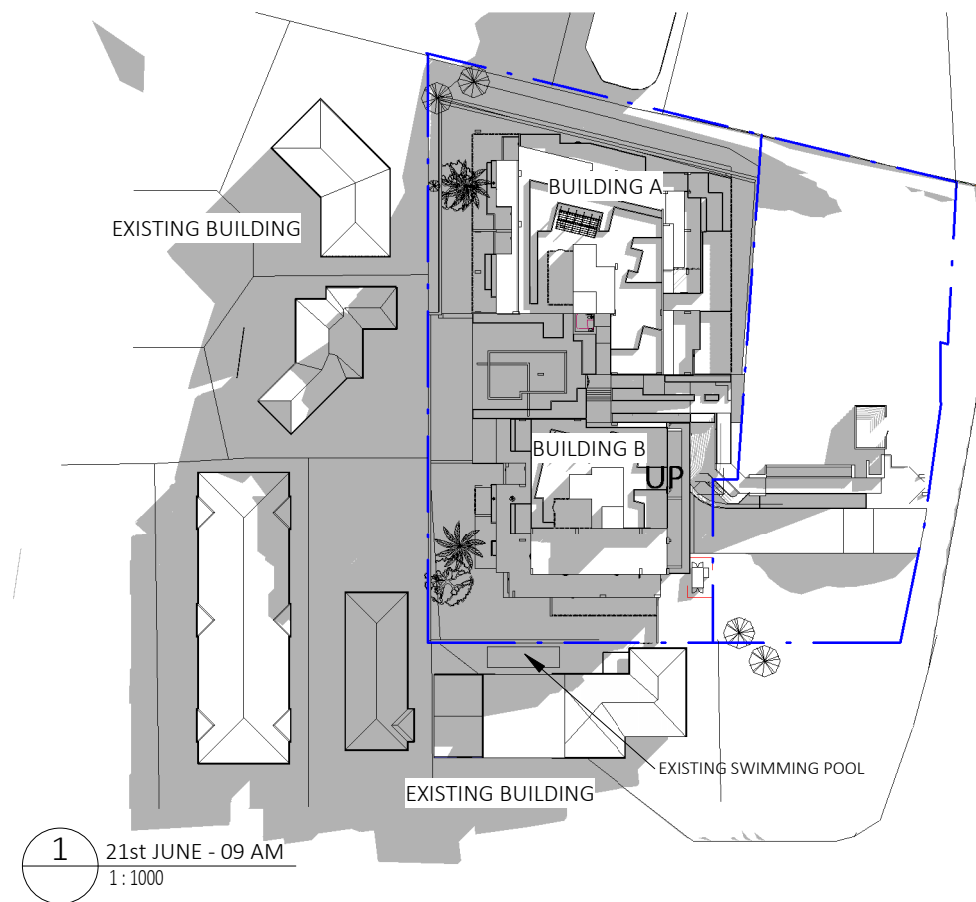 BUILDING A
EXISTING BUILDING
BUILDING B
UP
EXISTING SWIMMING POOL
EXISTING BUILDING
1
21st JUNE - 09 AM
1 : 1000